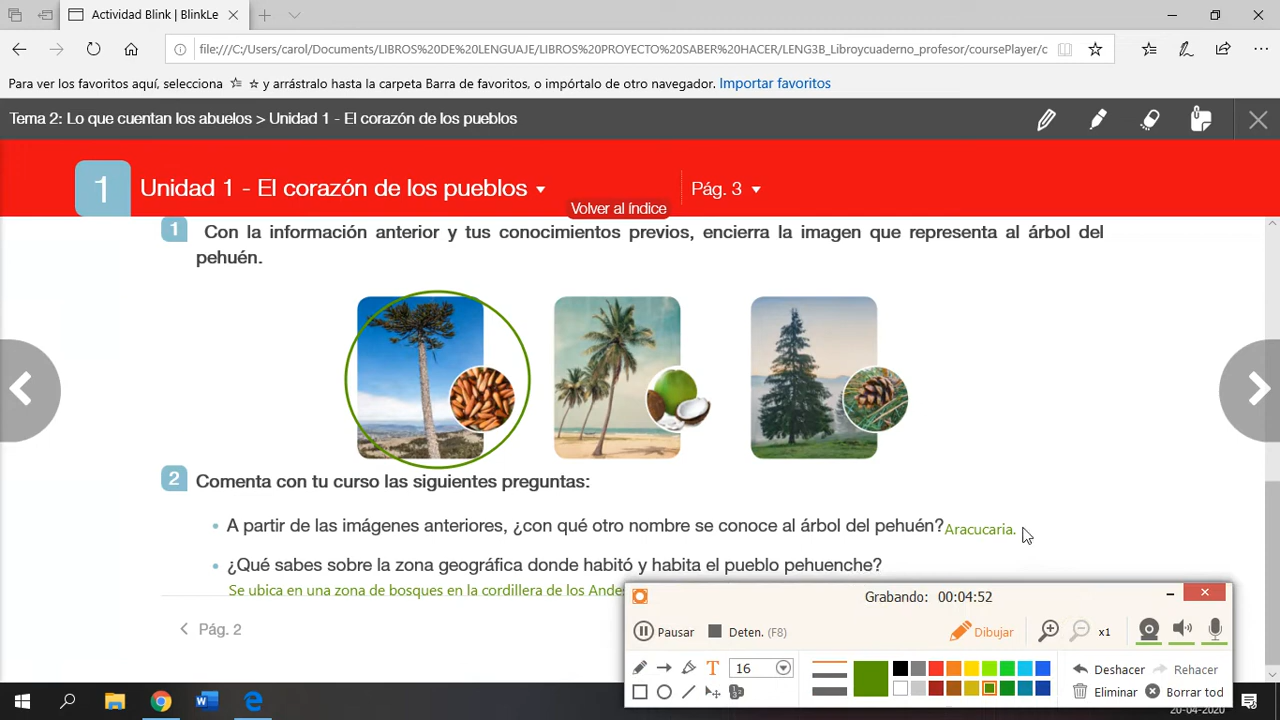 Actividad Blink | BlinkLe
file:///C:/Users/carol/Documents/LIBROS%20DE%20LENGUAJE/LIBROS%20PROYECTO%20SABER%20HACER/LENG3B_Libroycuaderno_profesor/coursePlayer/c
Para ver los favoritos aquí, selecciona y arrástralo hasta la carpeta Barra de favoritos, o impórtalo de otro navegador. Importar favoritos
Tema 2: Lo que cuentan los abuelos > Unidad 1 - El corazón de los pueblos
1 Unidad 1 - El corazón de los pueblos Pág. 3
Volver al índice
1 Con la información anterior y tus conocimientos previos, encierra la imagen que representa al árbol del
pehuén.
2 Comenta con tu curso las siguientes preguntas:
• A partir de las imágenes anteriores, ¿con qué otro nombre se conoce al árbol del pehuén? Aracucaria.
• ¿Qué sabes sobre la zona geográfica donde habitó y habita el pueblo pehuenche?
Se ubica en una zona de bosques en la cordillera de los Andes
Pág. 2
Grabando: 00:04:52
Pausar Deten. (F8) Dibujar x1
T 16 Deshacer Rehacer
Eliminar Borrar tod
20-04-2020